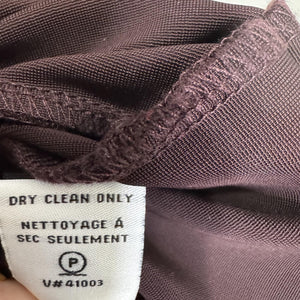 DRY CLEAN ONLY
NETTOYAGE À
SEC SEULEMENT
P
V#41003